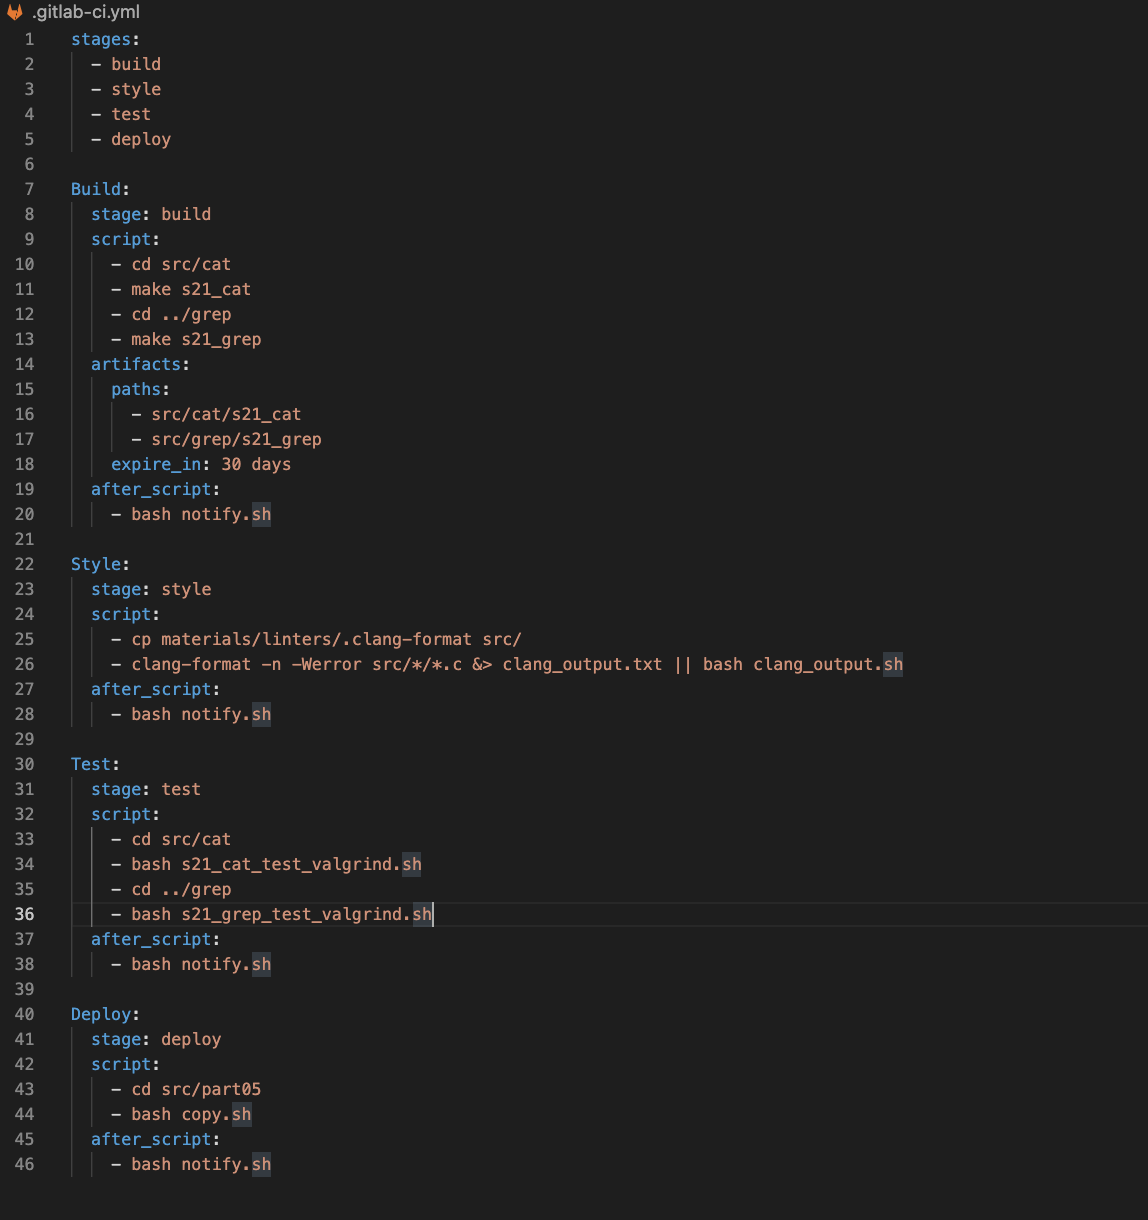 .gitlab-ci.yml
1 stages:
2   - build
3   - style
4   - test
5   - deploy
6
7 Build:
8   stage: build
9   script:
10     - cd src/cat
11     - make s21_cat
12     - cd ../grep
13     - make s21_grep
14   artifacts:
15     paths:
16       - src/cat/s21_cat
17       - src/grep/s21_grep
18     expire_in: 30 days
19   after_script:
20     - bash notify.sh
21
22 Style:
23   stage: style
24   script:
25     - cp materials/linters/.clang-format src/
26     - clang-format -n -Werror src/*/*.c &> clang_output.txt || bash clang_output.sh
27   after_script:
28     - bash notify.sh
29
30 Test:
31   stage: test
32   script:
33     - cd src/cat
34     - bash s21_cat_test_valgrind.sh
35     - cd ../grep
36     - bash s21_grep_test_valgrind.sh
37   after_script:
38     - bash notify.sh
39
40 Deploy:
41   stage: deploy
42   script:
43     - cd src/part05
44     - bash copy.sh
45   after_script:
46     - bash notify.sh